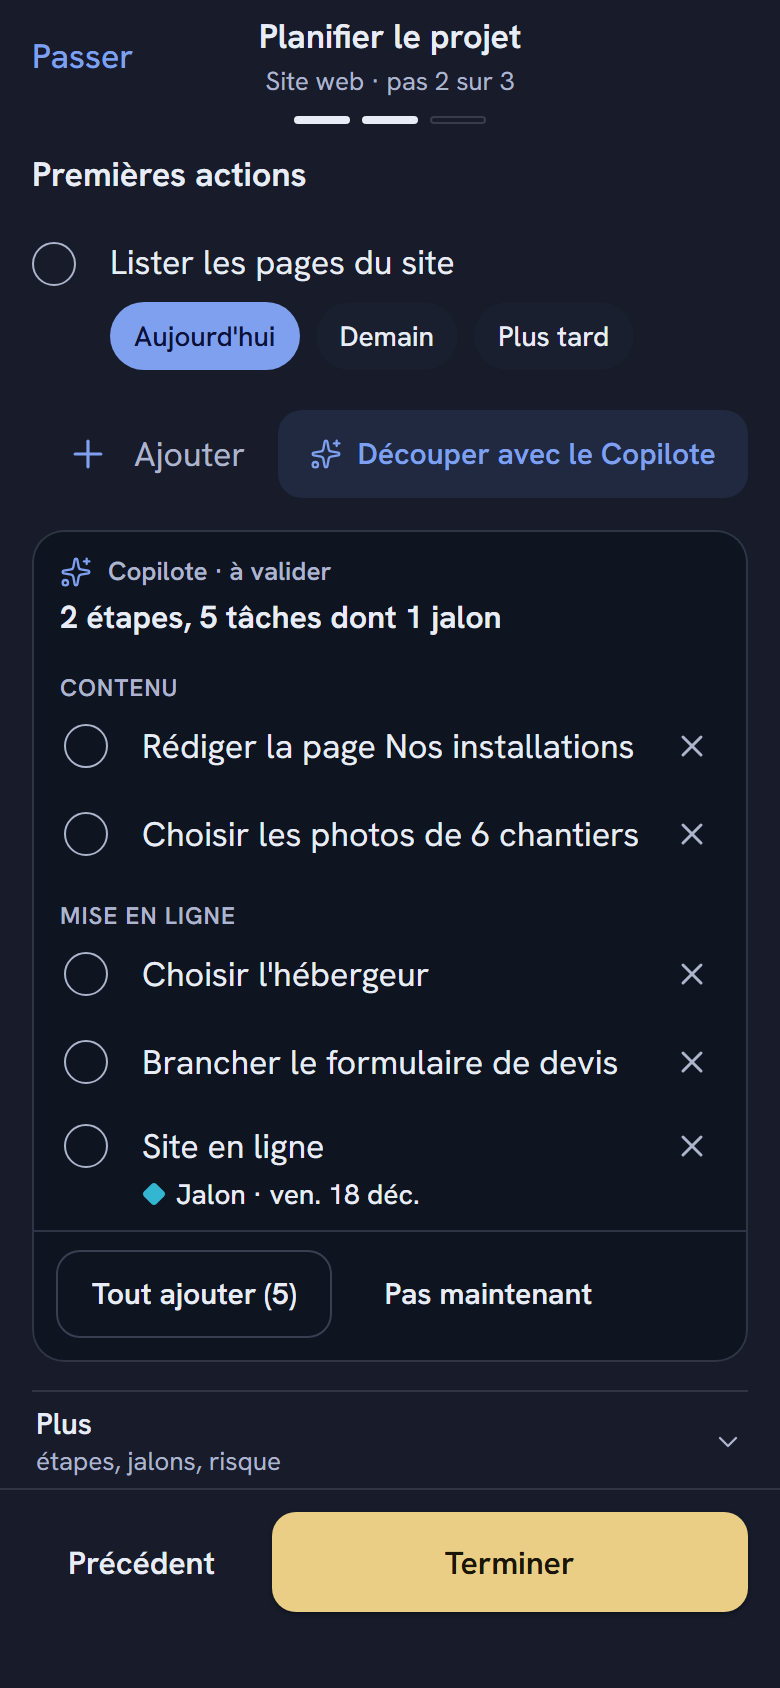 Passer
Planifier le projet
Site web · pas 2 sur 3
Premières actions
Lister les pages du site
Aujourd'hui
Demain
Plus tard
Ajouter
Découper avec le Copilote
Copilote · à valider
2 étapes, 5 tâches dont 1 jalon
CONTENU
Rédiger la page Nos installations
Choisir les photos de 6 chantiers
MISE EN LIGNE
Choisir l'hébergeur
Brancher le formulaire de devis
Site en ligne
Jalon · ven. 18 déc.
Tout ajouter (5)
Pas maintenant
Plus
étapes, jalons, risque
Précédent
Terminer